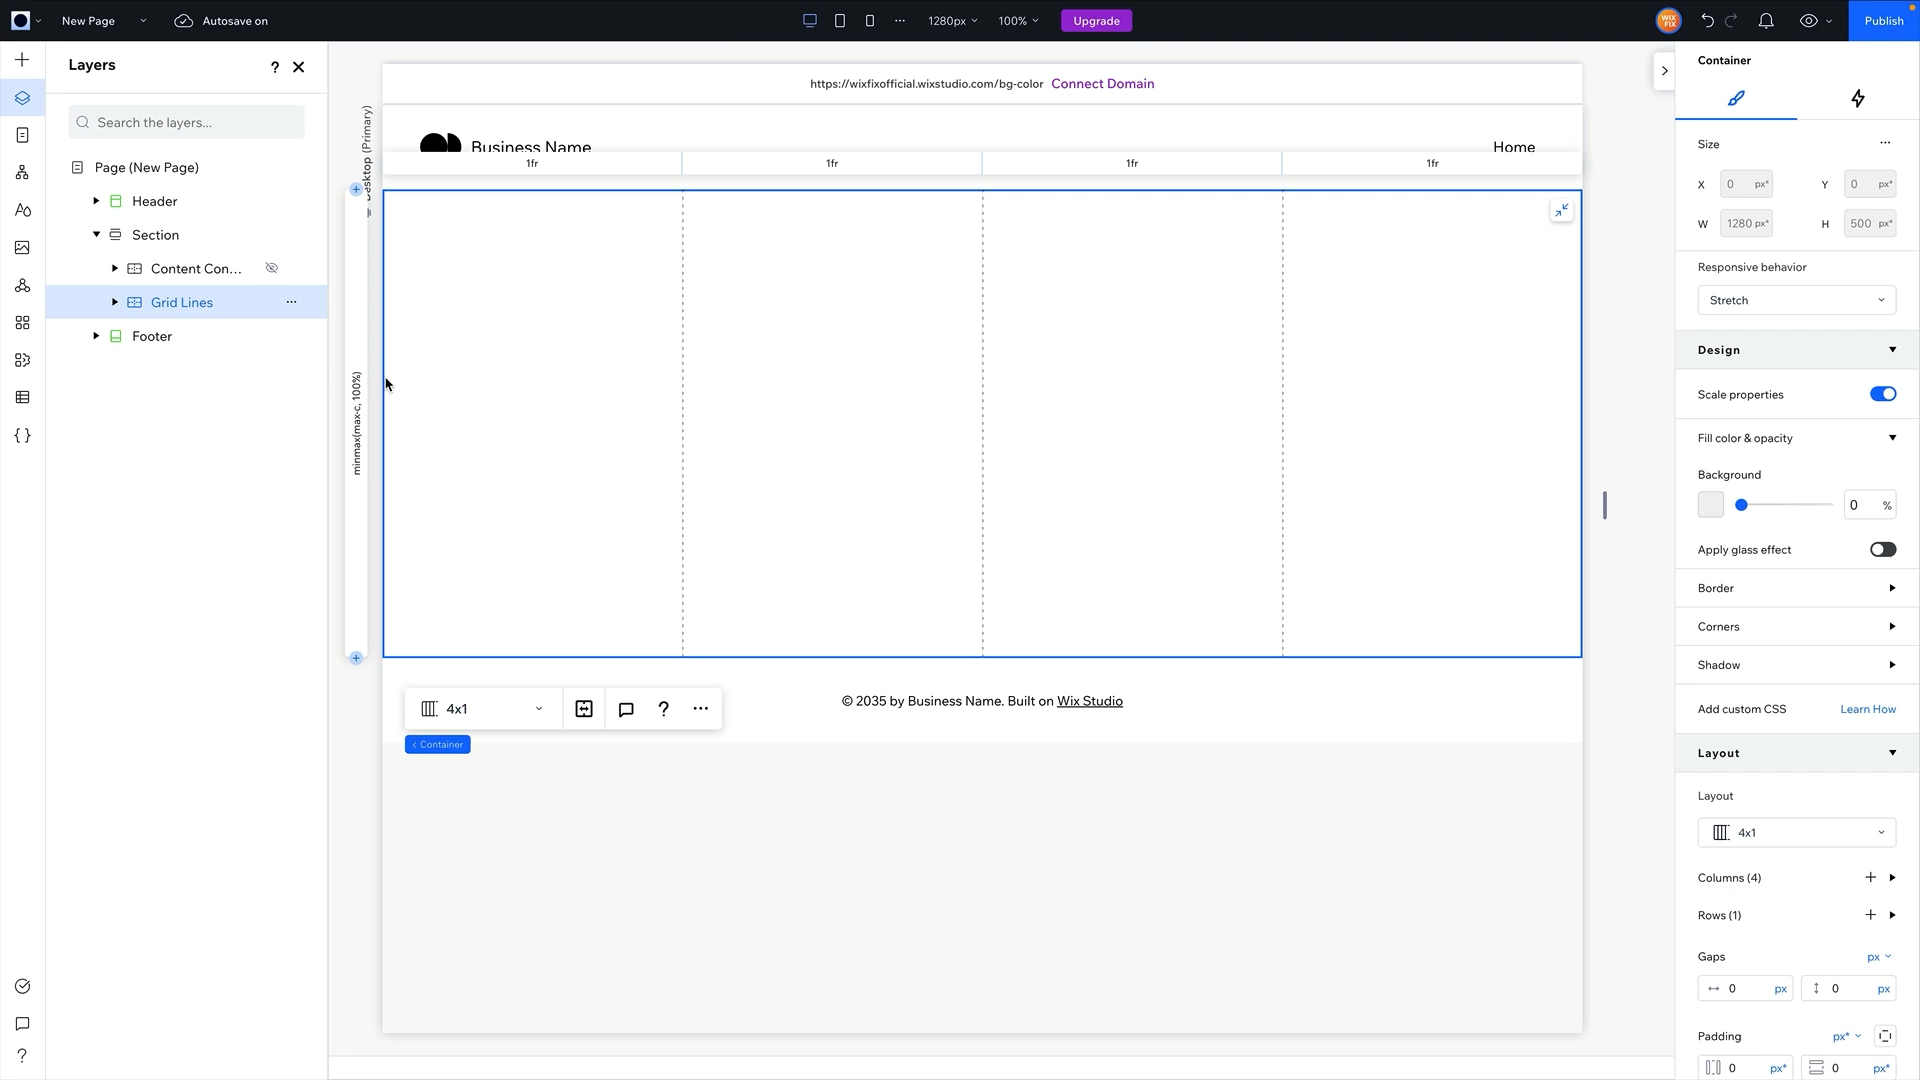 New Page
Autosave on
1280px
100%
Upgrade
WIX FIX
Publish
Layers
?
Search the layers...
Page (New Page)
Header
Section
Content Con...
Grid Lines
Footer
https://wixfixofficial.wixstudio.com/bg-color Connect Domain
Desktop (Primary)
Business Name
Home
1fr 1fr 1fr 1fr
minmax(max-c, 100%)
4x1
?
< Container
© 2035 by Business Name. Built on Wix Studio
Container
Size
X 0 px* Y 0 px*
W 1280 px* H 500 px*
Responsive behavior
Stretch
Design
Scale properties
Fill color & opacity
Background
0 %
Apply glass effect
Border
Corners
Shadow
Add custom CSS Learn How
Layout
Layout
4x1
Columns (4)
Rows (1)
Gaps px
0 px 0 px
Padding px*
0 px* 0 px*
?